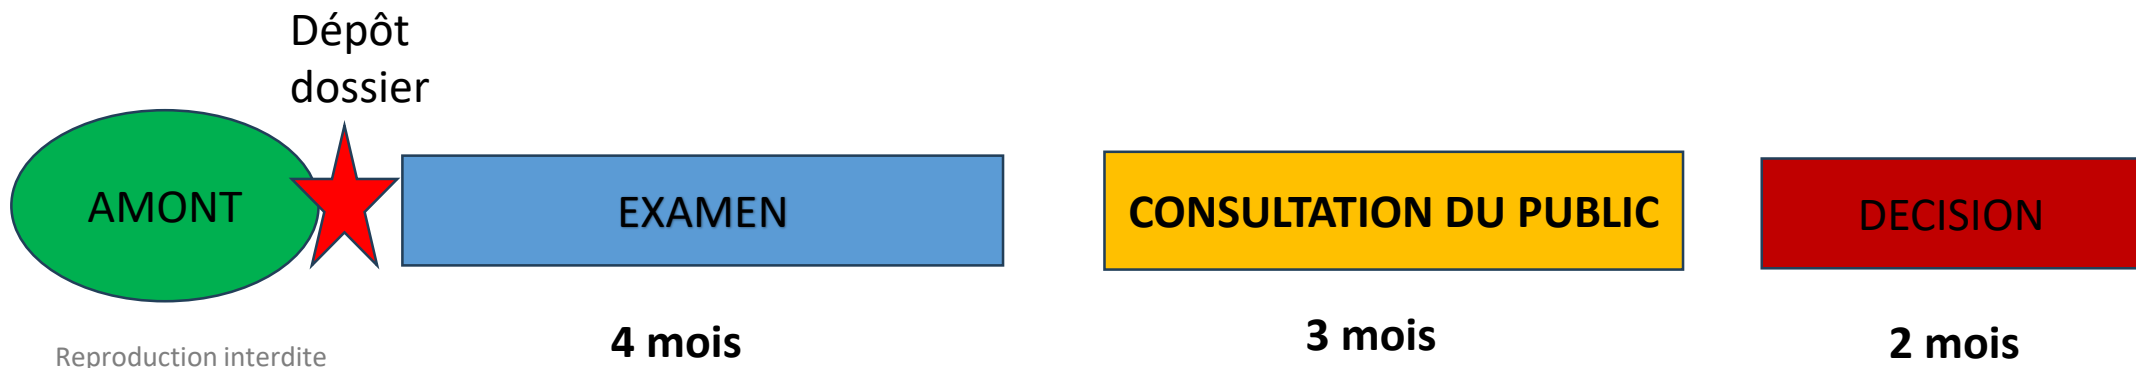 Dépôt
dossier
AMONT
EXAMEN
CONSULTATION DU PUBLIC
DECISION
4 mois
3 mois
2 mois
Reproduction interdite